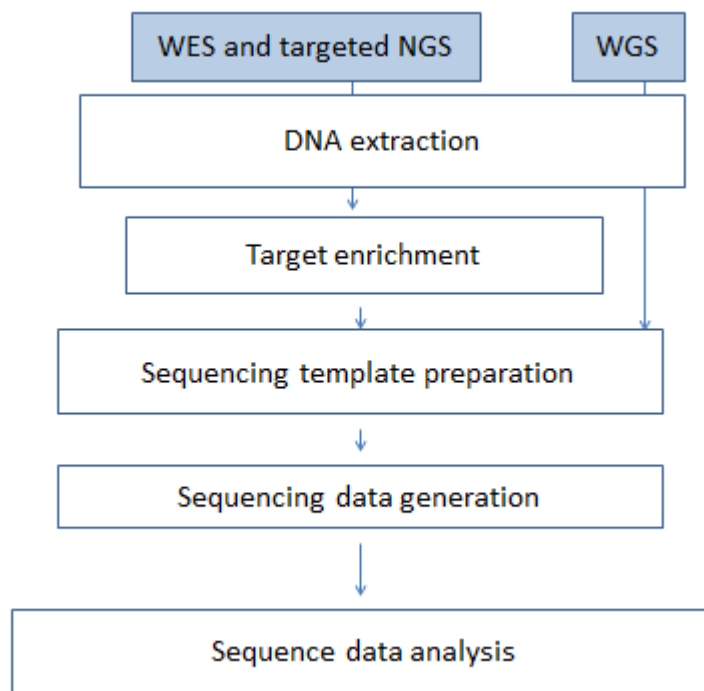 WES and targeted NGS
WGS
DNA extraction
Target enrichment
Sequencing template preparation
Sequencing data generation
Sequence data analysis